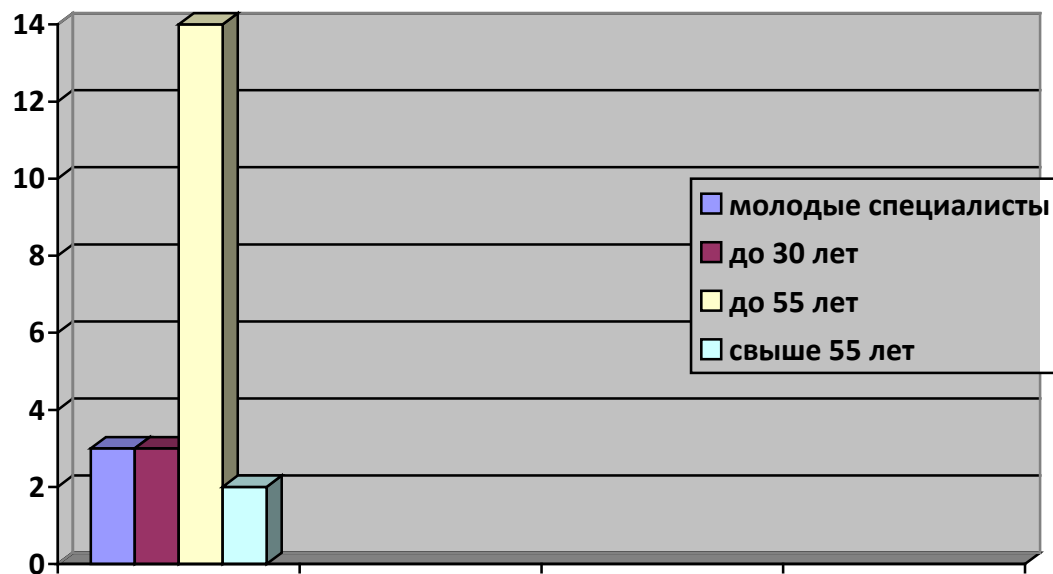 14
12
10
8
6
4
2
0
молодые специалисты
до 30 лет
до 55 лет
свыше 55 лет